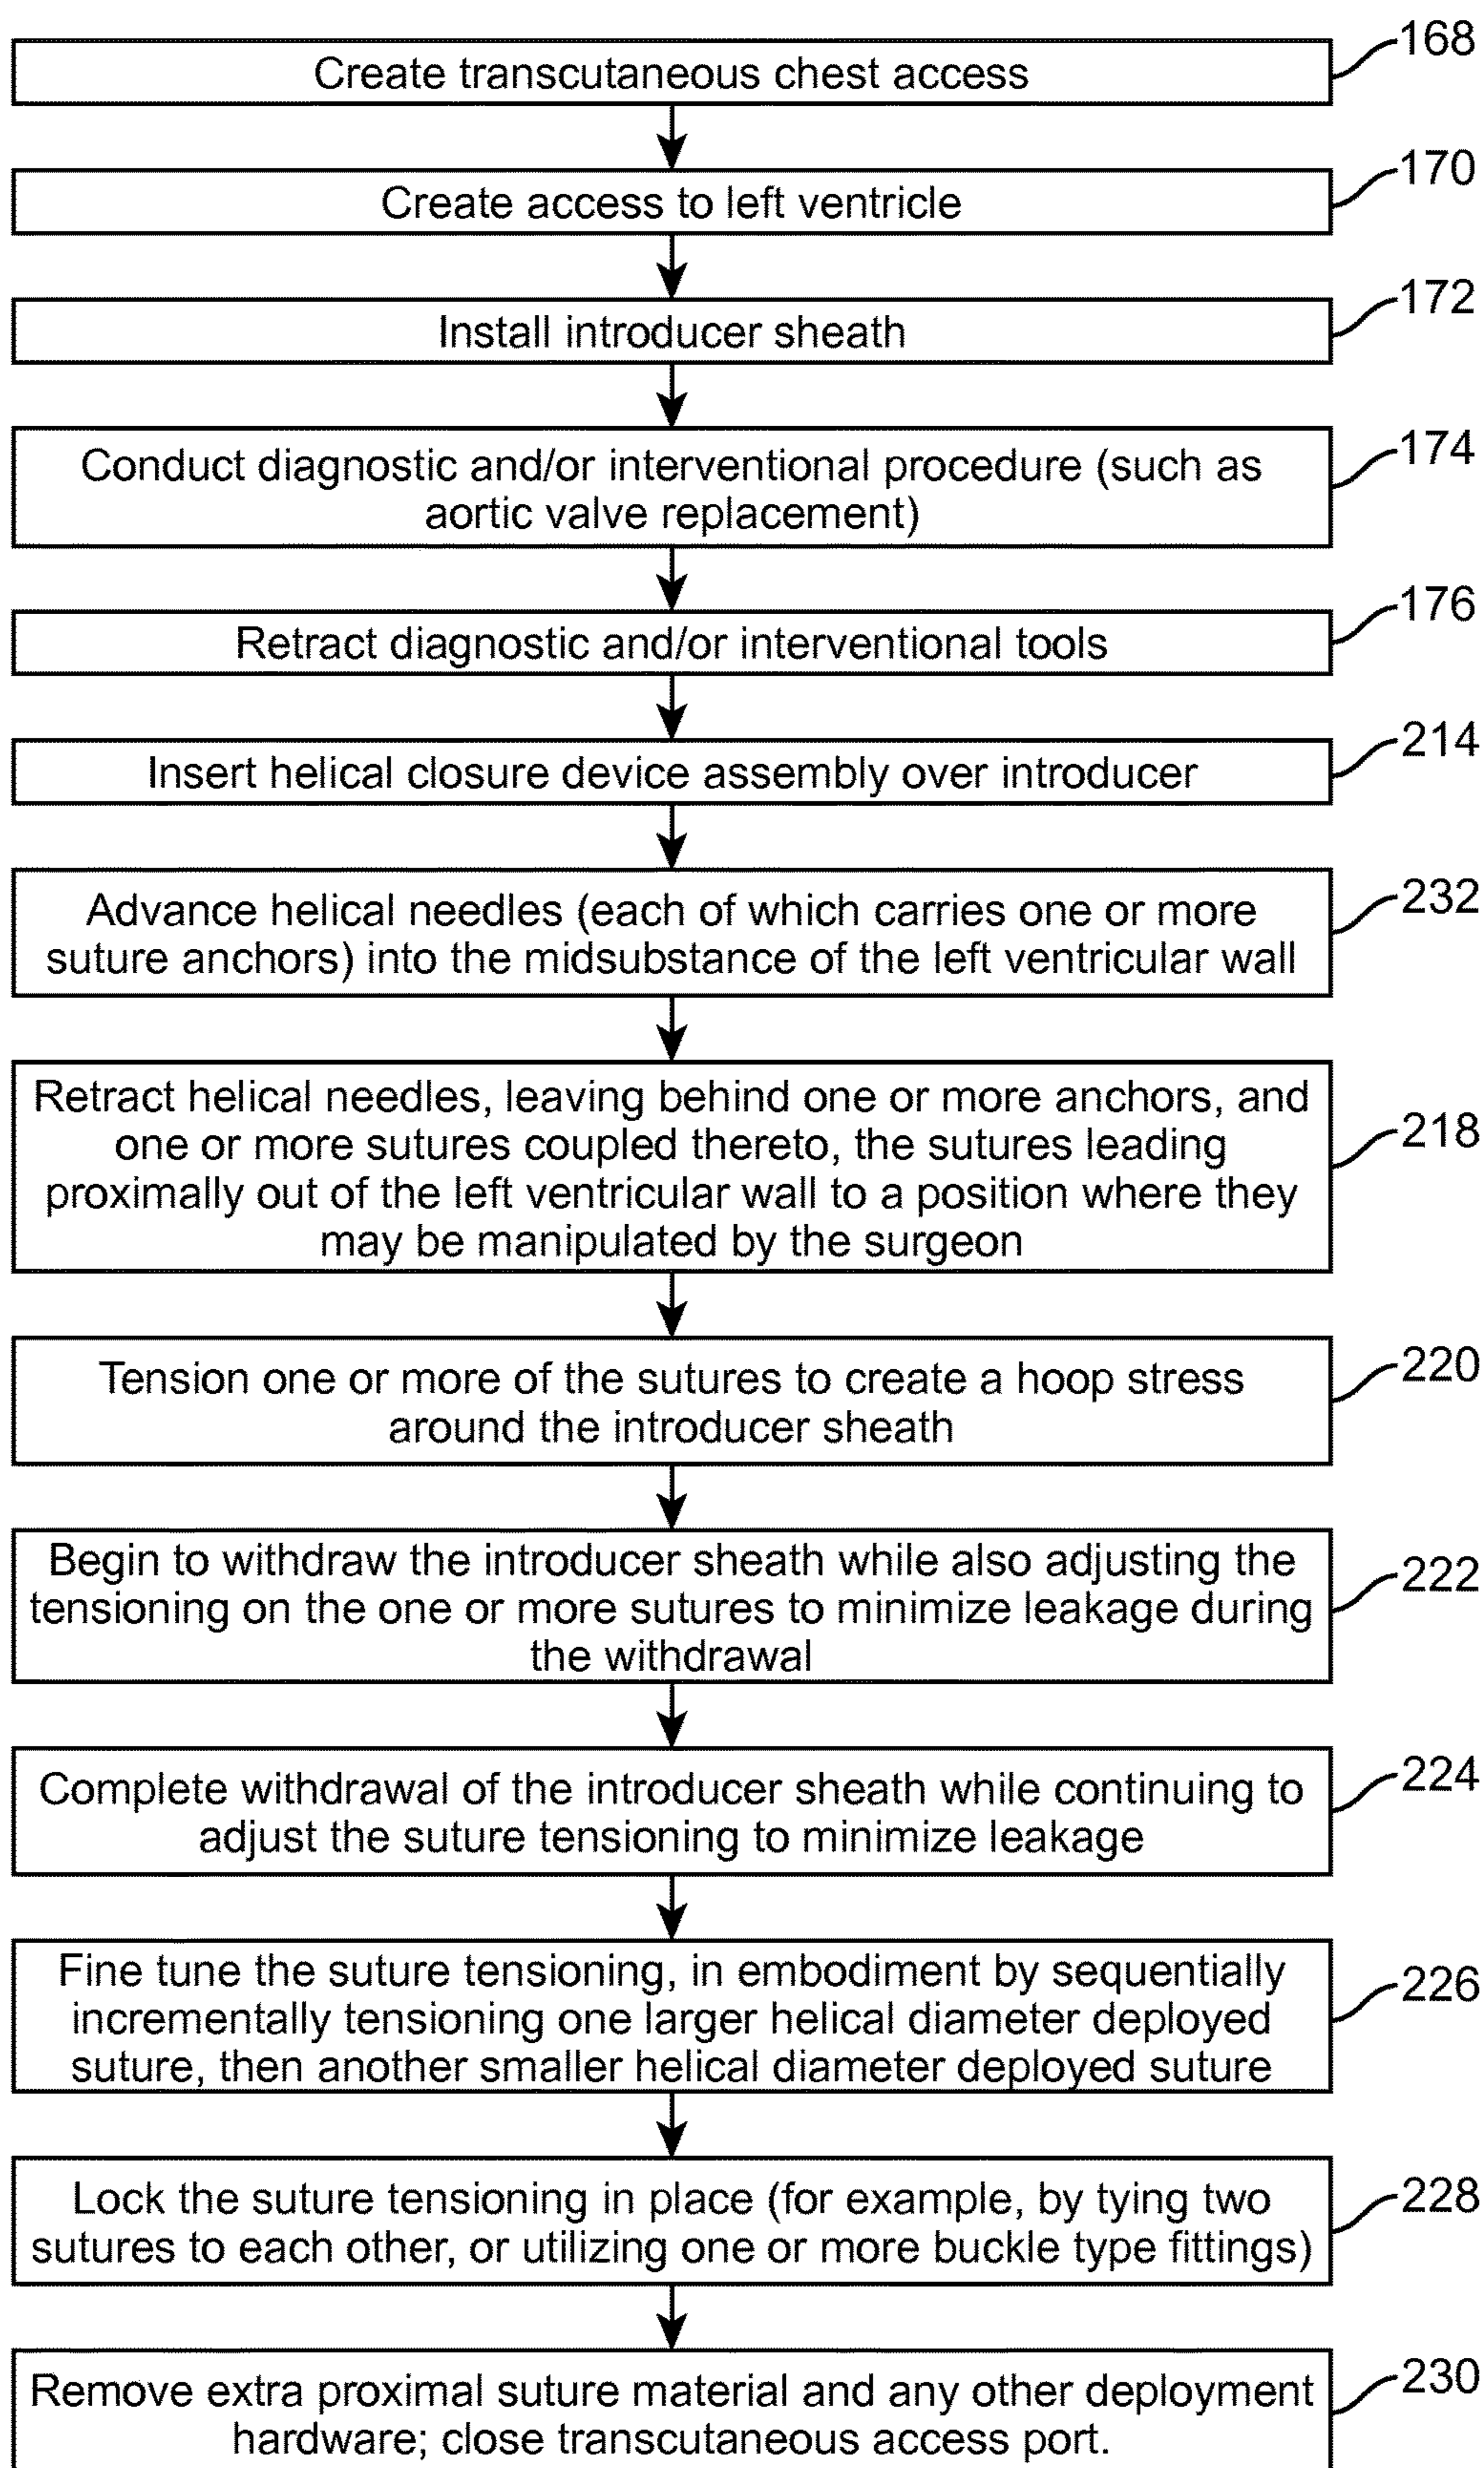 168
Create transcutaneous chest access
170
Create access to left ventricle
172
Install introducer sheath
174
Conduct diagnostic and/or interventional procedure (such as
aortic valve replacement)
176
Retract diagnostic and/or interventional tools
214
Insert helical closure device assembly over introducer
232
Advance helical needles (each of which carries one or more
suture anchors) into the midsubstance of the left ventricular wall
218
Retract helical needles, leaving behind one or more anchors, and
one or more sutures coupled thereto, the sutures leading
proximally out of the left ventricular wall to a position where they
may be manipulated by the surgeon
220
Tension one or more of the sutures to create a hoop stress
around the introducer sheath
222
Begin to withdraw the introducer sheath while also adjusting the
tensioning on the one or more sutures to minimize leakage during
the withdrawal
224
Complete withdrawal of the introducer sheath while continuing to
adjust the suture tensioning to minimize leakage
226
Fine tune the suture tensioning, in embodiment by sequentially
incrementally tensioning one larger helical diameter deployed
suture, then another smaller helical diameter deployed suture
228
Lock the suture tensioning in place (for example, by tying two
sutures to each other, or utilizing one or more buckle type fittings)
230
Remove extra proximal suture material and any other deployment
hardware; close transcutaneous access port.